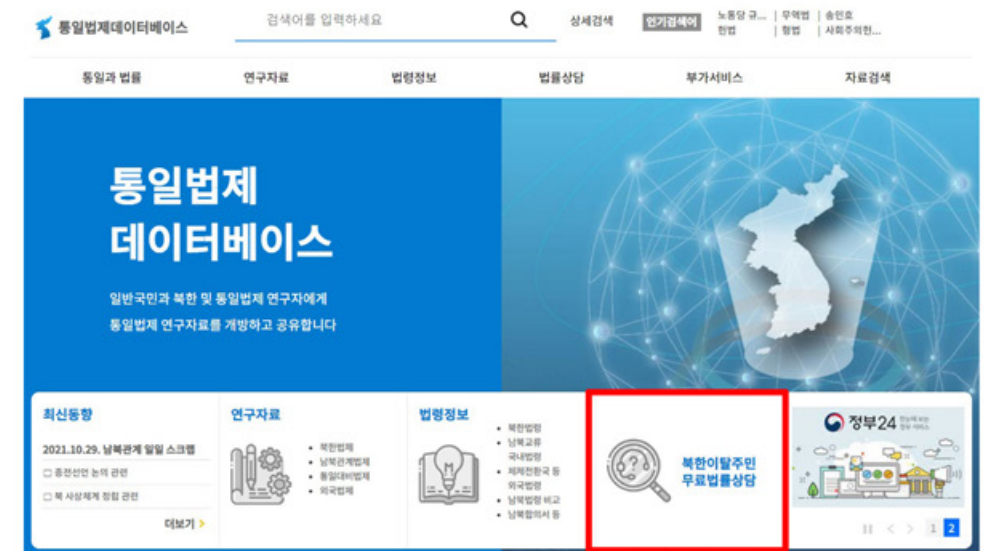 통일법제데이터베이스
검색어를 입력하세요
상세검색
인기검색어
노동당 규... | 무역법 | 송민호
헌법 | 형법 | 사회주의헌...
통일과 법률
연구자료
법령정보
법률상담
부가서비스
자료검색
통일법제
데이터베이스
일반국민과 북한 및 통일법제 연구자에게
통일법제 연구자료를 개방하고 공유합니다
최신동향
2021.10.29. 남북관계 일일 스크랩
□ 종전선언 논의 관련
□ 북 사상체계 정립 관련
더보기 >
연구자료
• 북한법제
• 남북관계법제
• 통일대비법제
• 외국법제
법령정보
• 북한법령
• 남북교류
국내법령
• 체제전환국 등
외국법령
• 남북법령 비교
• 남북합의서 등
북한이탈주민
무료법률상담
정부24
1 2